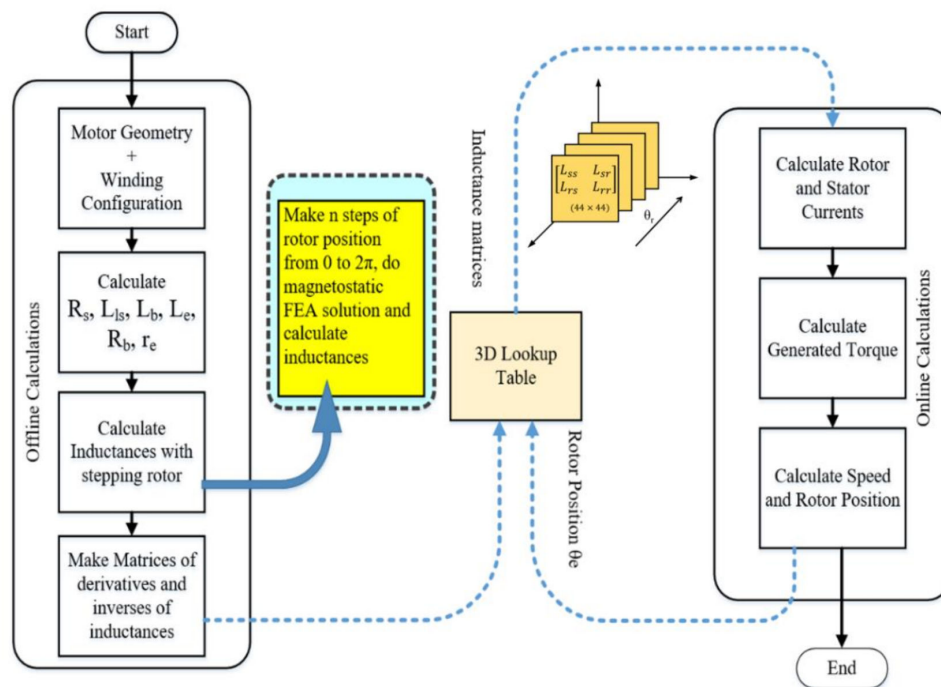 Start
Offline Calculations
Motor Geometry
+
Winding
Configuration
Calculate
Rs, Lls, Lb, Le,
Rb, re
Calculate
Inductances with
stepping rotor
Make Matrices of
derivatives and
inverses of
inductances
Make n steps of
rotor position
from 0 to 2π, do
magnetostatic
FEA solution and
calculate
inductances
Inductance matrices
[Lss Lsr]
[Lrs Lrr]
(44 × 44)
θr
3D Lookup
Table
Rotor Position θe
Calculate Rotor
and Stator
Currents
Calculate
Generated Torque
Calculate Speed
and Rotor Position
Online Calculations
End